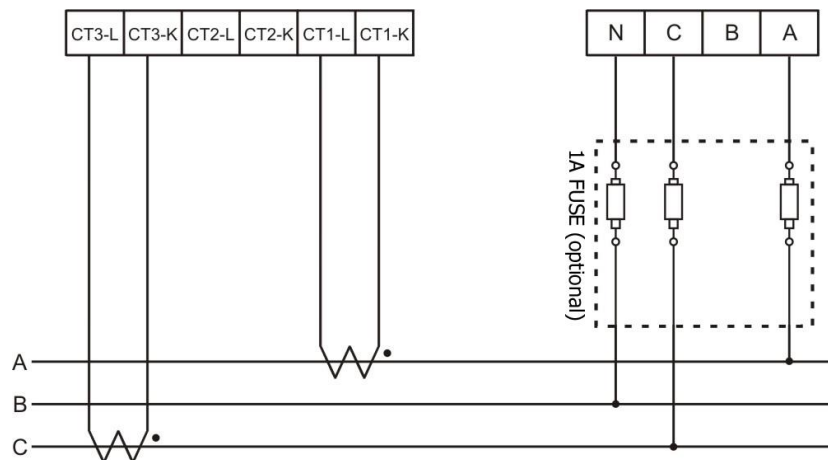 CT3-L CT3-K CT2-L CT2-K CT1-L CT1-K
N C B A
1A FUSE (optional)
A
B
C